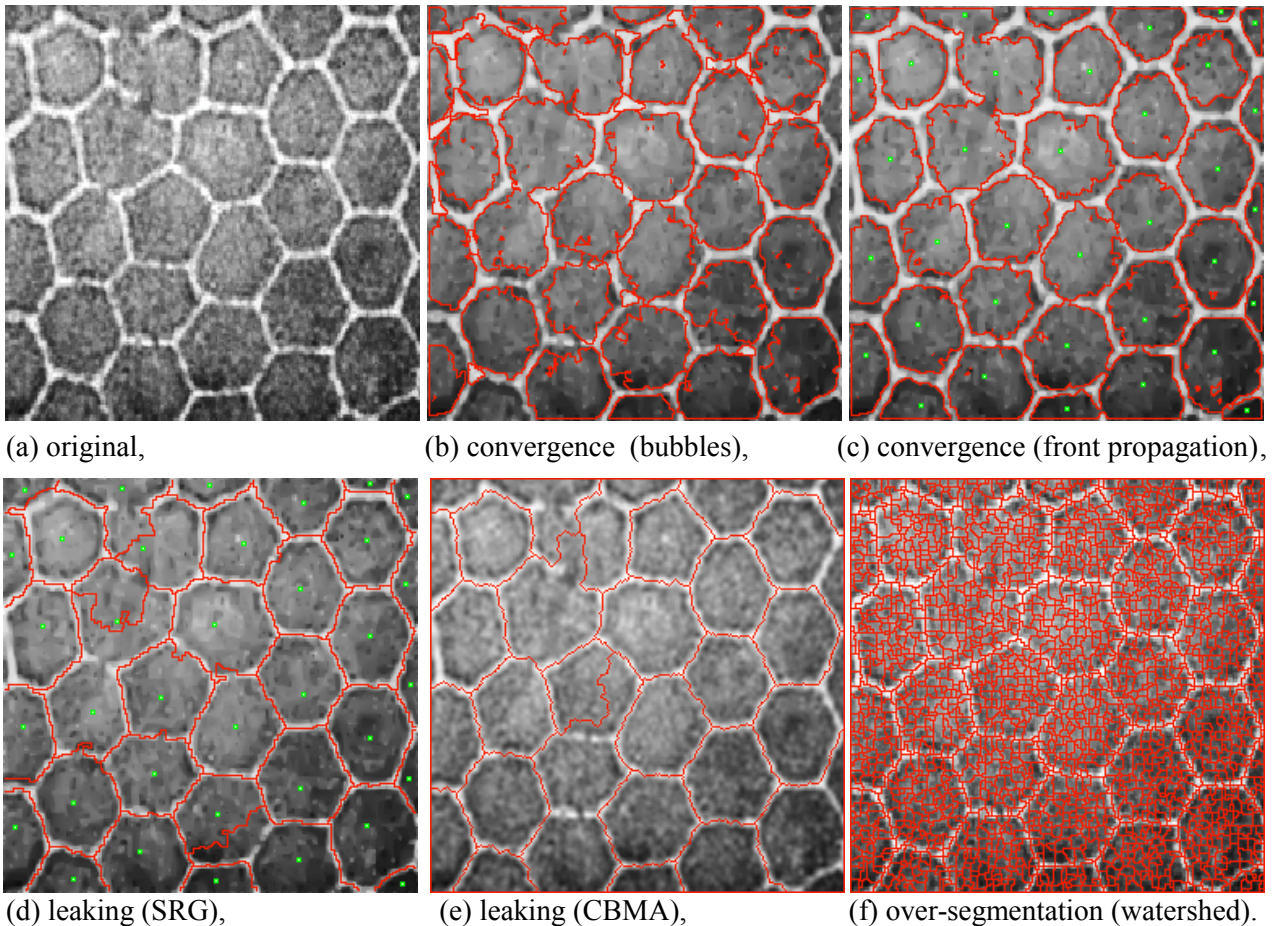 (a) original,
(b) convergence (bubbles),
(c) convergence (front propagation),
(d) leaking (SRG),
(e) leaking (CBMA),
(f) over-segmentation (watershed).